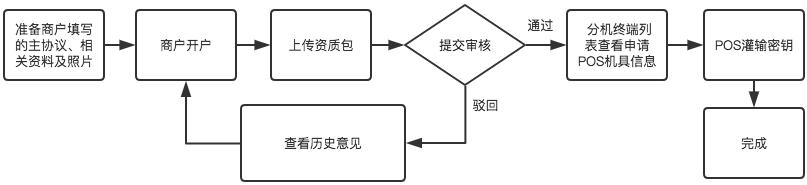 准备商户填写
的主协议、相
关资料及照片
商户开户
上传资质包
提交审核
通过
分机终端列
表查看申请
POS机具信息
POS灌输密钥
驳回
查看历史意见
完成